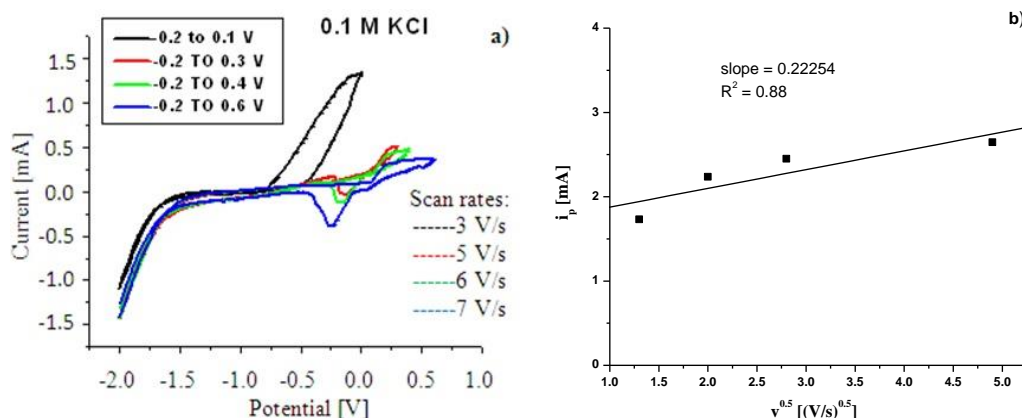 0.1 M KCl
a)
-0.2 to 0.1 V
-0.2 TO 0.3 V
-0.2 TO 0.4 V
-0.2 TO 0.6 V
1.5
1.0
0.5
0.0
-0.5
-1.0
-1.5
Current [mA]
Scan rates:
3 V/s
5 V/s
6 V/s
7 V/s
-2.0 -1.5 -1.0 -0.5 0.0 0.5 1.0
Potential [V]
b)
slope = 0.22254
R² = 0.88
4
3
2
1
0
iₚ [mA]
1.0 1.5 2.0 2.5 3.0 3.5 4.0 4.5 5.0
v^0.5 [(V/s)^0.5]